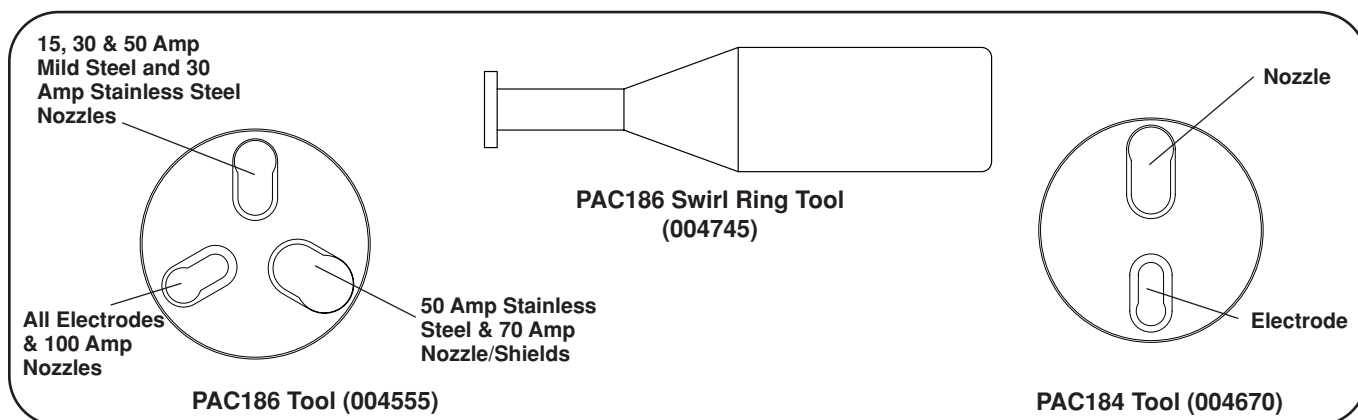 15, 30 & 50 Amp
Mild Steel and 30
Amp Stainless Steel
Nozzles
All Electrodes
& 100 Amp
Nozzles
50 Amp Stainless
Steel & 70 Amp
Nozzle/Shields
PAC186 Tool (004555)
PAC186 Swirl Ring Tool
(004745)
Nozzle
Electrode
PAC184 Tool (004670)